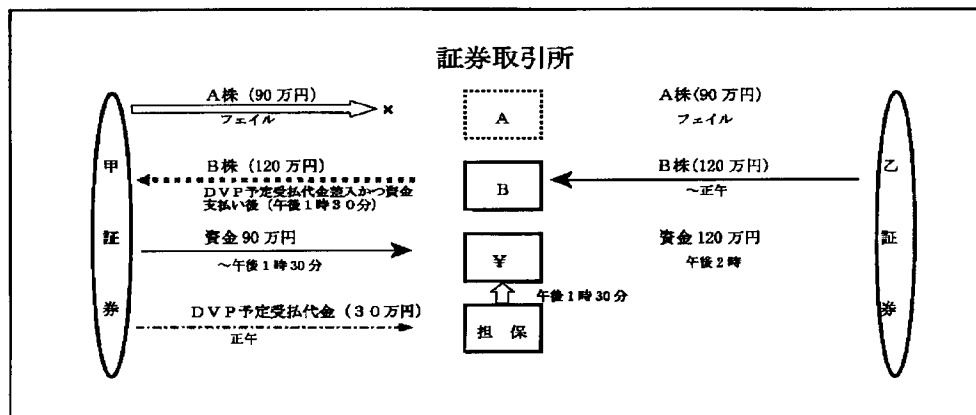 証券取引所
A株（90万円）
フェイル
×
A
A株(90万円)
フェイル
甲証券
B株（120万円）
DVP予定受払代金差入かつ資金
支払い後（午後1時30分）
B
B株(120万円)
～正午
乙証券
資金90万円
～午後1時30分
¥
資金120万円
午後2時
午後1時30分
DVP予定受払代金（30万円）
正午
担保